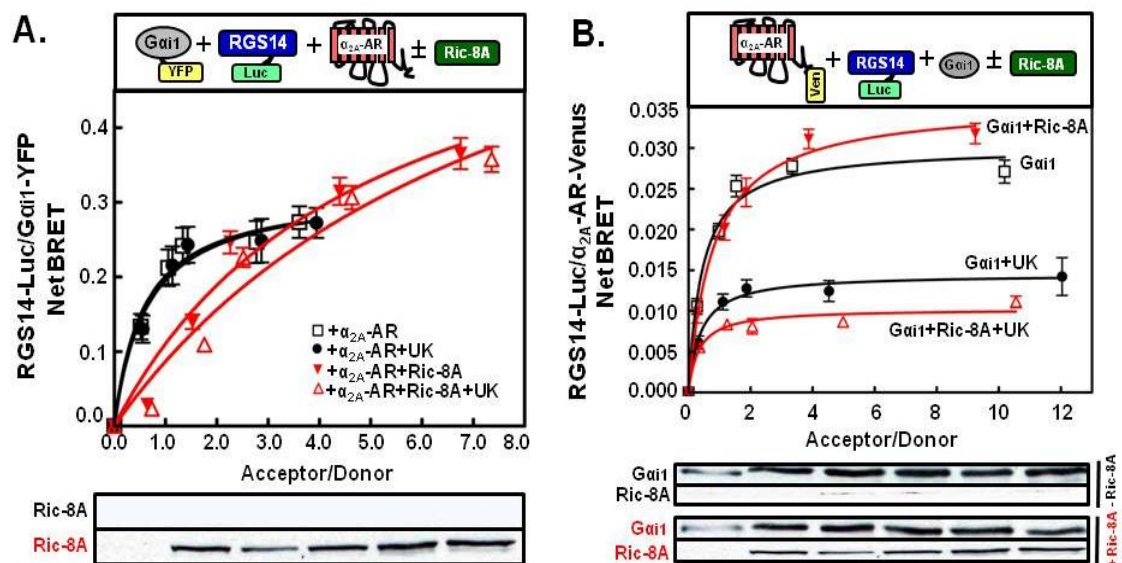 A.
Gαi1 + RGS14 + α2A-AR ± Ric-8A
YFP Luc
RGS14-Luc/Gαi1-YFP
NetBRET
0.4
0.3
0.2
0.1
0.0
+α2A-AR
+α2A-AR+UK
+α2A-AR+Ric-8A
+α2A-AR+Ric-8A+UK
0.0 1.0 2.0 3.0 4.0 5.0 6.0 7.0 8.0
Acceptor/Donor
Ric-8A
Ric-8A
B.
α2A-AR + RGS14 + Gαi1 ± Ric-8A
Ven Luc
RGS14-Luc/α2A-AR-Venus
NetBRET
0.035
0.030
0.025
0.020
0.015
0.010
0.005
0.000
Gαi1+Ric-8A
Gαi1
Gαi1+UK
Gαi1+Ric-8A+UK
0 2 4 6 8 10 12
Acceptor/Donor
Gαi1
Ric-8A
- Ric-8A
Gαi1
Ric-8A
+ Ric-8A